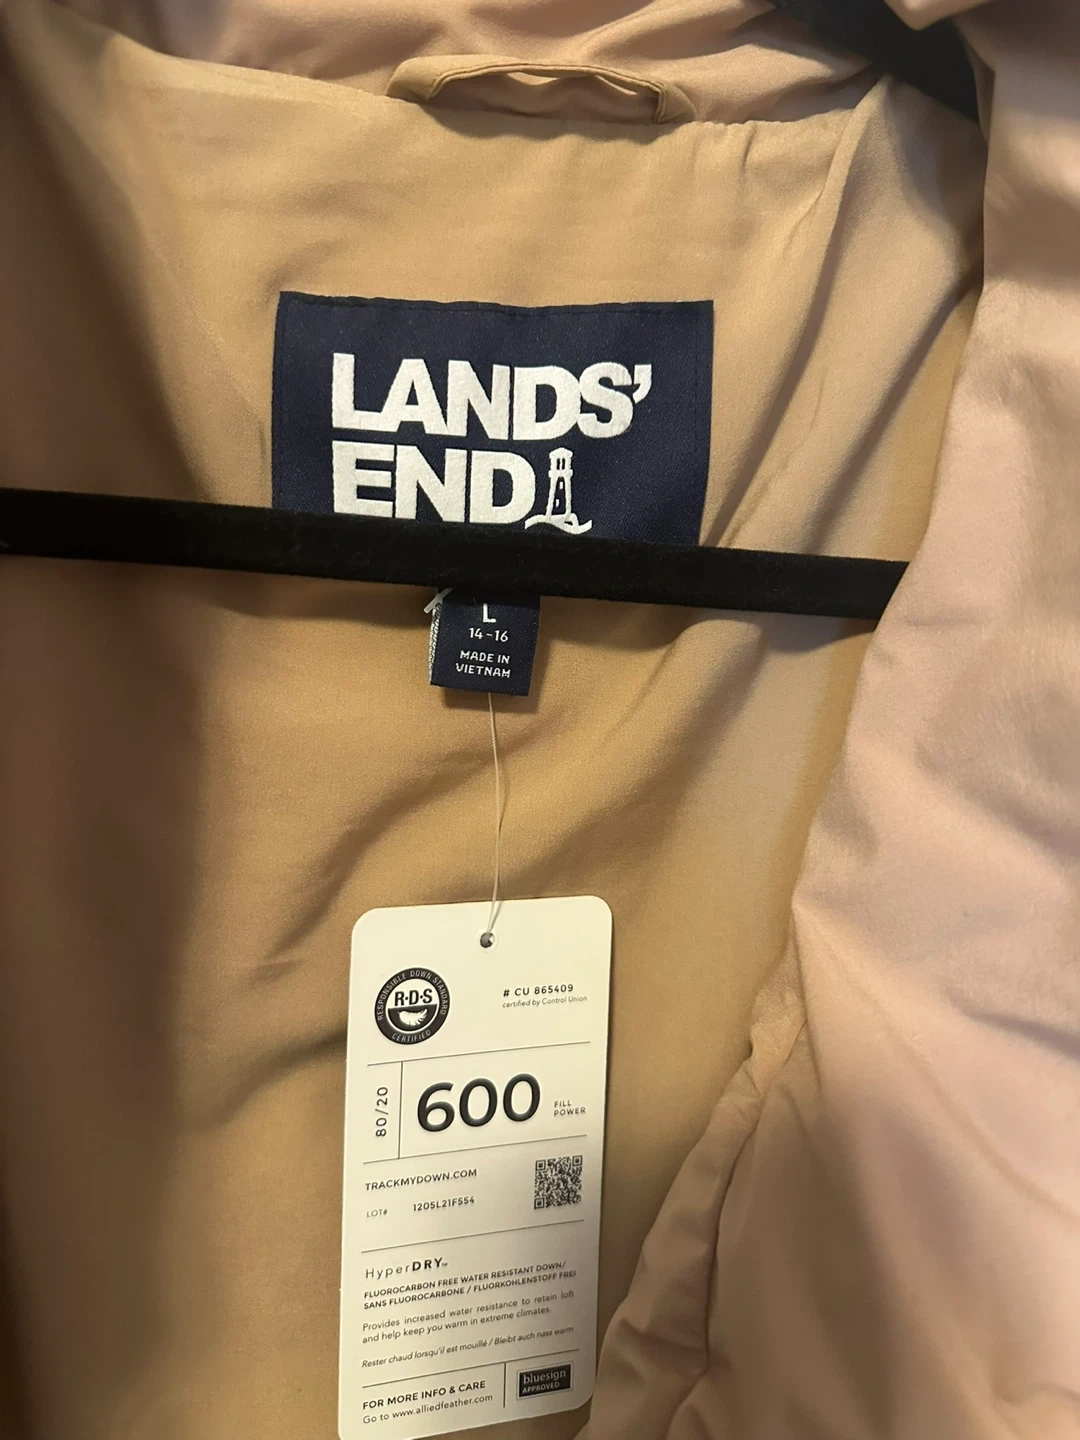 LANDS'
END
L
14-16
MADE IN
VIETNAM
RESPONSIBLE DOWN STANDARD
R·D·S
CERTIFIED
# CU 865409
certified by Control Union
80/20
600
FILL
POWER
TRACKMYDOWN.COM
LOT# 1205L21F554
HyperDRY™
FLUOROCARBON FREE WATER RESISTANT DOWN/
SANS FLUOROCARBONE / FLUORKOHLENSTOFF FREI
Provides increased water resistance to retain loft
and help keep you warm in extreme climates.
Rester chaud lorsqu'il est mouillé / Bleibt auch nass warm
FOR MORE INFO & CARE
Go to www.alliedfeather.com
bluesign
APPROVED